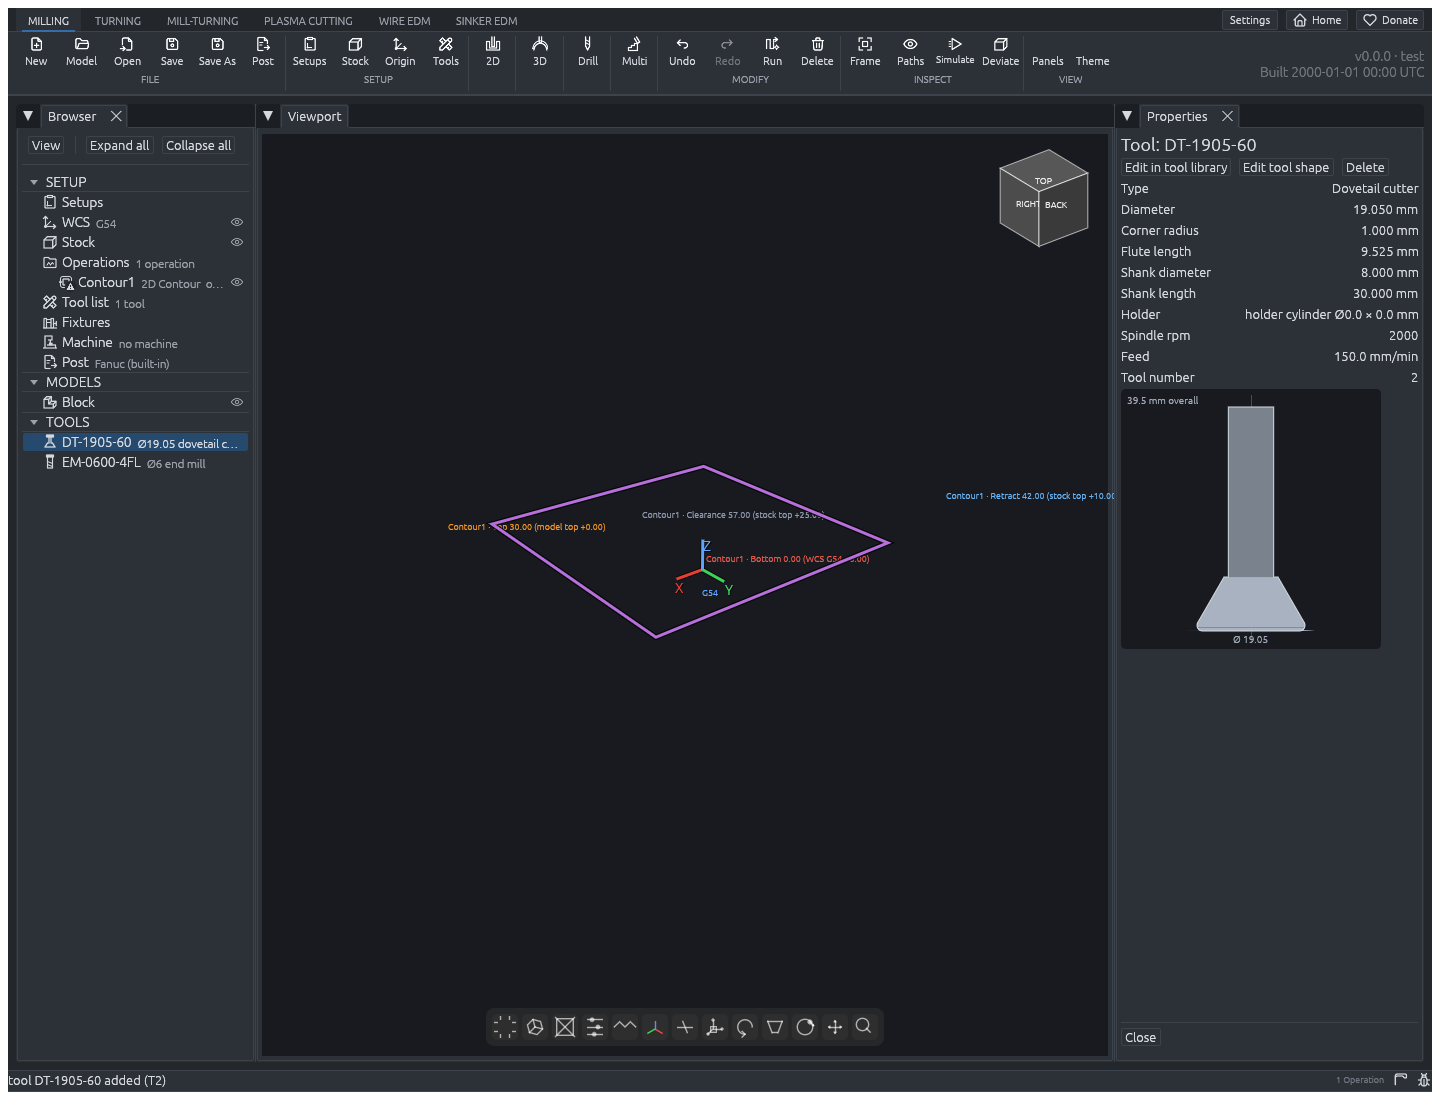 MILLING TURNING MILL-TURNING PLASMA CUTTING WIRE EDM SINKER EDM Settings Home Donate
New Model Open Save Save As Post Setups Stock Origin Tools 2D 3D Drill Multi Undo Redo Run Delete Frame Paths Simulate Deviate Panels Theme
FILE SETUP MODIFY INSPECT VIEW
v0.0.0 · test
Built 2000-01-01 00:00 UTC
Browser
View Expand all Collapse all
SETUP
Setups
WCS G54
Stock
Operations 1 operation
Contour1 2D Contour o...
Tool list 1 tool
Fixtures
Machine no machine
Post Fanuc (built-in)
MODELS
Block
TOOLS
DT-1905-60 Ø19.05 dovetail c...
EM-0600-4FL Ø6 end mill
Viewport
TOP
RIGHT BACK
Contour1 · Retract 42.00 (stock top +10.00
Contour1 · Clearance 57.00 (stock top +25.00)
Contour1 · Top 30.00 (model top +0.00)
Contour1 · Bottom 0.00 (WCS G54
Z
X
Y
G54
Properties
Tool: DT-1905-60
Edit in tool library Edit tool shape Delete
Type Dovetail cutter
Diameter 19.050 mm
Corner radius 1.000 mm
Flute length 9.525 mm
Shank diameter 8.000 mm
Shank length 30.000 mm
Holder holder cylinder Ø0.0 × 0.0 mm
Spindle rpm 2000
Feed 150.0 mm/min
Tool number 2
39.5 mm overall
Ø 19.05
Close
tool DT-1905-60 added (T2)
1 Operation